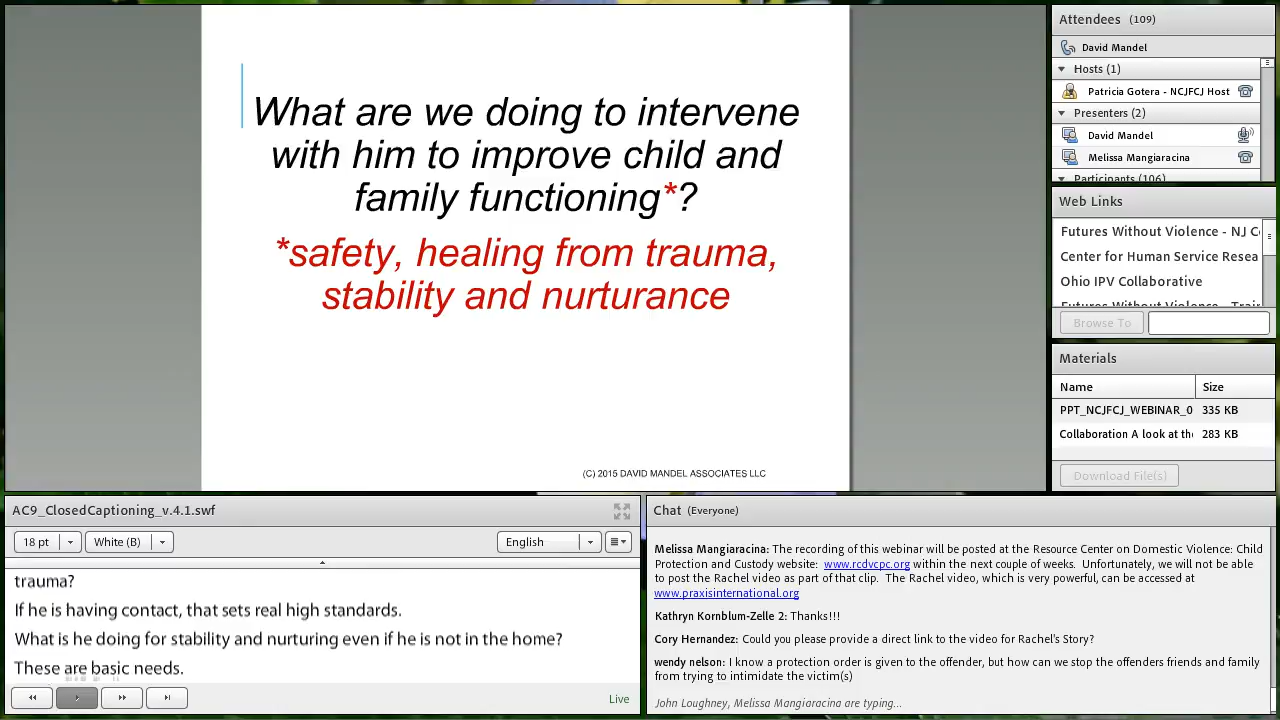 What are we doing to intervene
with him to improve child and
family functioning*?
*safety, healing from trauma,
stability and nurturance
(C) 2015 DAVID MANDEL ASSOCIATES LLC
Attendees (109)
David Mandel
Hosts (1)
Patricia Gotera - NCJFCJ Host
Presenters (2)
David Mandel
Melissa Mangiaracina
Participants (106)
Web Links
Futures Without Violence - NJ Co
Center for Human Service Resea
Ohio IPV Collaborative
Futures Without Violence - Train
Browse To
Materials
Name Size
PPT_NCJFCJ_WEBINAR_0 335 KB
Collaboration A look at the 283 KB
Download File(s)
AC9_ClosedCaptioning_v.4.1.swf
18 pt White (B) English
trauma?
If he is having contact, that sets real high standards.
What is he doing for stability and nurturing even if he is not in the home?
These are basic needs.
Live
Chat (Everyone)
Melissa Mangiaracina: The recording of this webinar will be posted at the Resource Center on Domestic Violence: Child
Protection and Custody website: www.rcdvcpc.org within the next couple of weeks. Unfortunately, we will not be able
to post the Rachel video as part of that clip. The Rachel video, which is very powerful, can be accessed at
www.praxisinternational.org
Kathryn Kornblum-Zelle 2: Thanks!!!
Cory Hernandez: Could you please provide a direct link to the video for Rachel's Story?
wendy nelson: I know a protection order is given to the offender, but how can we stop the offenders friends and family
from trying to intimidate the victim(s)
John Loughney, Melissa Mangiaracina are typing...